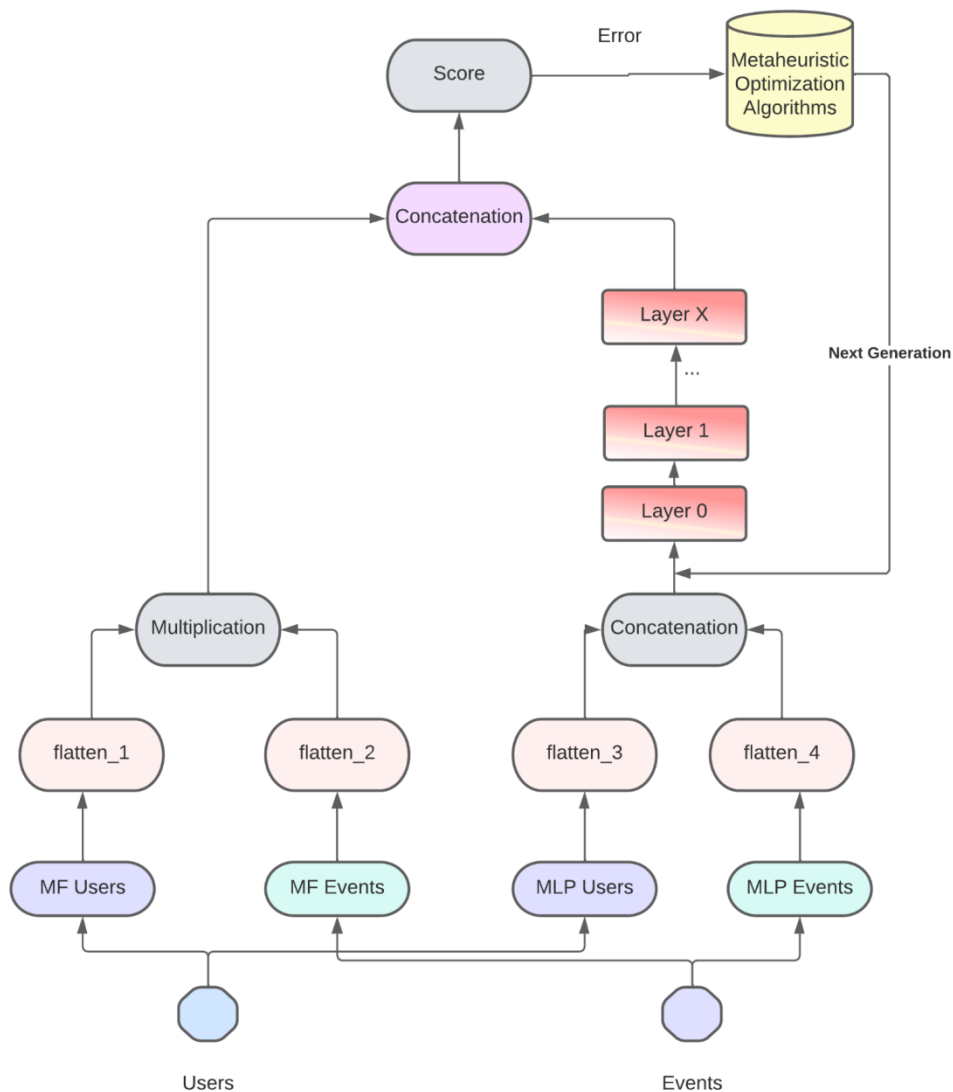 Error
Score
Metaheuristic
Optimization
Algorithms
Concatenation
Layer X
Next Generation
...
Layer 1
Layer 0
Multiplication
Concatenation
flatten_1
flatten_2
flatten_3
flatten_4
MF Users
MF Events
MLP Users
MLP Events
Users
Events